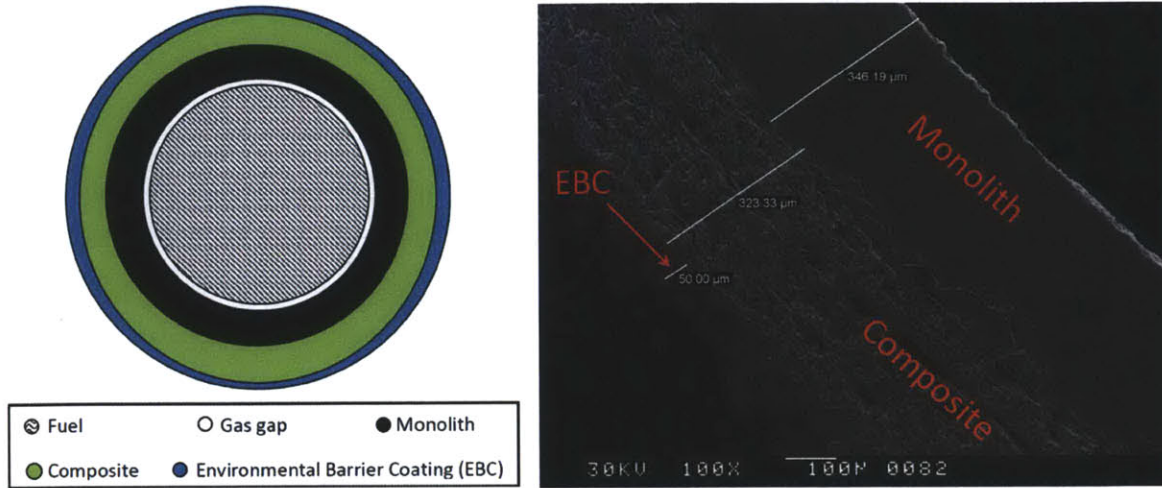 Fuel
Gas gap
Monolith
Composite
Environmental Barrier Coating (EBC)
346.19 µm
Monolith
EBC
323.33 µm
50.00 µm
Composite
30KV 100X 100µ 0082